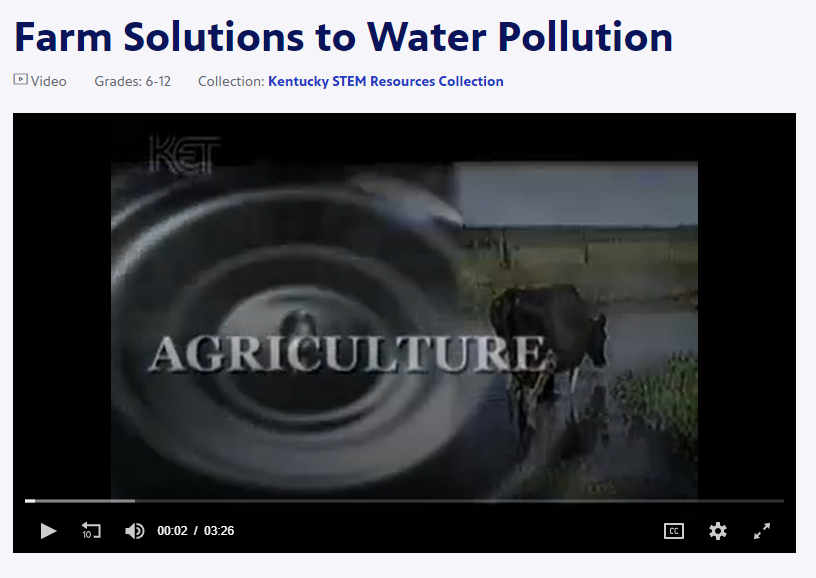 Farm Solutions to Water Pollution
Video Grades: 6-12 Collection: Kentucky STEM Resources Collection
KET
AGRICULTURE
10 00:02 / 03:26 CC